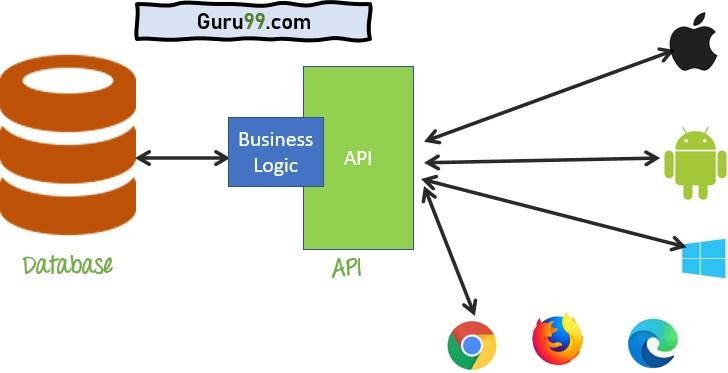 Guru99.com
Business
Logic
API
Database
API